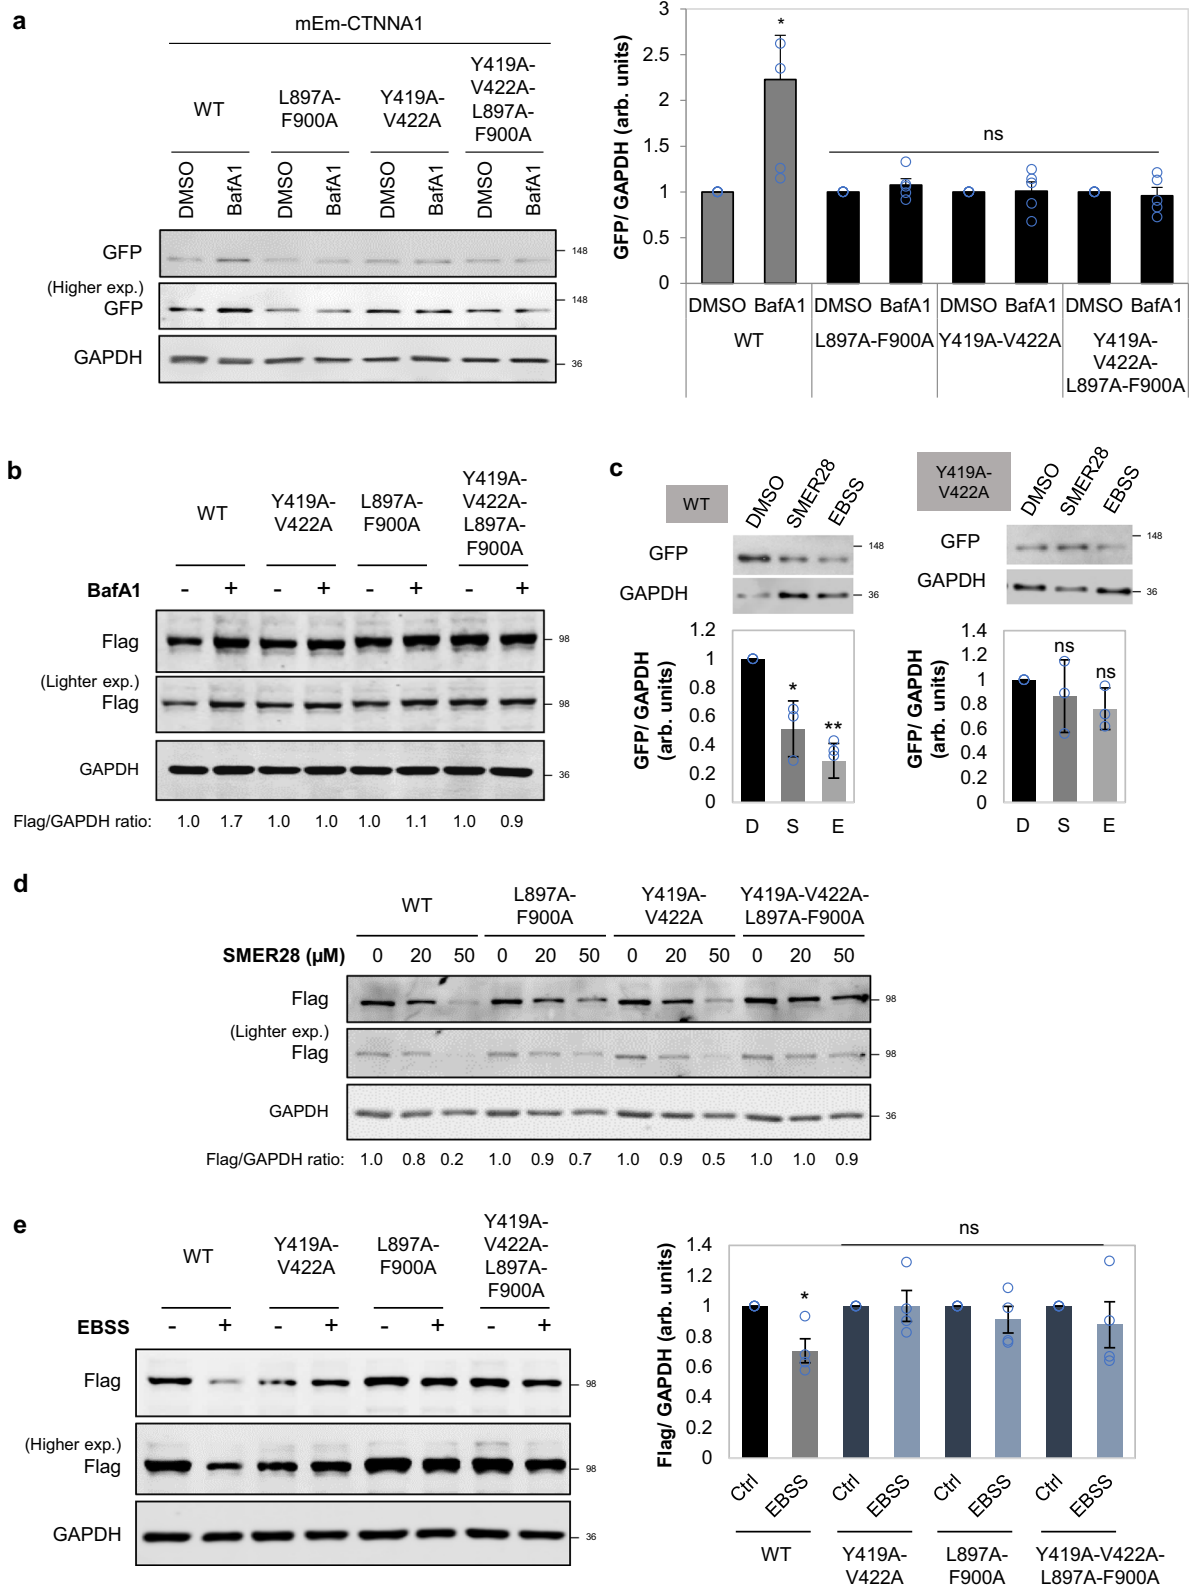 a
mEm-CTNNA1
WT
L897A-
F900A
Y419A-
V422A
Y419A-
V422A-
L897A-
F900A
DMSO BafA1 DMSO BafA1 DMSO BafA1 DMSO BafA1
GFP
148
(Higher exp.)
GFP
148
GAPDH
36
GFP/ GAPDH (arb. units)
3
2.5
2
1.5
1
0.5
0
*
ns
DMSO BafA1 DMSO BafA1 DMSO BafA1 DMSO BafA1
WT
L897A-F900A
Y419A-V422A
Y419A-
V422A-
L897A-F900A
b
WT
Y419A-
V422A
L897A-
F900A
Y419A-
V422A-
L897A-
F900A
BafA1 - + - + - + - +
Flag
98
(Lighter exp.)
Flag
98
GAPDH
36
Flag/GAPDH ratio: 1.0 1.7 1.0 1.0 1.0 1.1 1.0 0.9
c
WT
DMSO SMER28 EBSS
GFP
148
GAPDH
36
GFP/ GAPDH
(arb. units)
1.2
1
0.8
0.6
0.4
0.2
0
*
**
D S E
Y419A-
V422A
DMSO SMER28 EBSS
GFP
148
GAPDH
36
GFP/ GAPDH
(arb. units)
1.4
1.2
1
0.8
0.6
0.4
0.2
0
ns
ns
D S E
d
WT
L897A-
F900A
Y419A-
V422A
Y419A-V422A-
L897A-F900A
SMER28 (µM) 0 20 50 0 20 50 0 20 50 0 20 50
Flag
98
(Lighter exp.)
Flag
98
GAPDH
36
Flag/GAPDH ratio: 1.0 0.8 0.2 1.0 0.9 0.7 1.0 0.9 0.5 1.0 1.0 0.9
e
WT
Y419A-
V422A
L897A-
F900A
Y419A-
V422A-
L897A-
F900A
EBSS - + - + - + - +
Flag
98
(Higher exp.)
Flag
98
GAPDH
36
Flag/ GAPDH (arb. units)
1.4
1.2
1
0.8
0.6
0.4
0.2
0
*
ns
Ctrl EBSS Ctrl EBSS Ctrl EBSS Ctrl EBSS
WT
Y419A-
V422A
L897A-
F900A
Y419A-V422A-
L897A-F900A